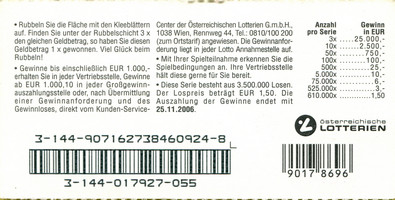 • Rubbeln Sie die Fläche mit den Kleeblättern
auf. Finden Sie unter der Rubbelschicht 3 x
den gleichen Geldbetrag, so haben Sie diesen
Geldbetrag 1 x gewonnen. Viel Glück beim
Rubbeln!
• Gewinne bis einschließlich EUR 1.000,-
erhalten Sie in jeder Vertriebsstelle, Gewinne
ab EUR 1.000,10 in jeder Großgewinn-
auszahlungsstelle oder, nach Übermittlung
einer Gewinnanforderung und des
Gewinnloses, direkt vom Kunden-Service-
Center der Österreichischen Lotterien G.m.b.H.,
1038 Wien, Rennweg 44, Tel.: 0810/100 200
(zum Ortstarif) angewiesen. Die Gewinnanfor-
derung liegt in jeder Lotto Annahmestelle auf.
• Mit Ihrer Spielteilnahme erkennen Sie die
Spielbedingungen an. Ihre Vertriebsstelle
hält diese gerne für Sie bereit.
• Diese Serie besteht aus 3.500.000 Losen.
Der Lospreis beträgt EUR 1,50. Die
Auszahlung der Gewinne endet mit
25.11.2006.
Anzahl Gewinn
pro Serie in EUR
3x.....25.000,-
10x......2.500,-
50x.........100,-
100x.........100,-
500x...........25,-
5.000x...........10,-
75.000x.............6,-
525.000x.............3,-
610.000x..........1,50
3-144-907162738460924-8
3-144-017927-055
österreichische
LOTTERIEN
9017 8696